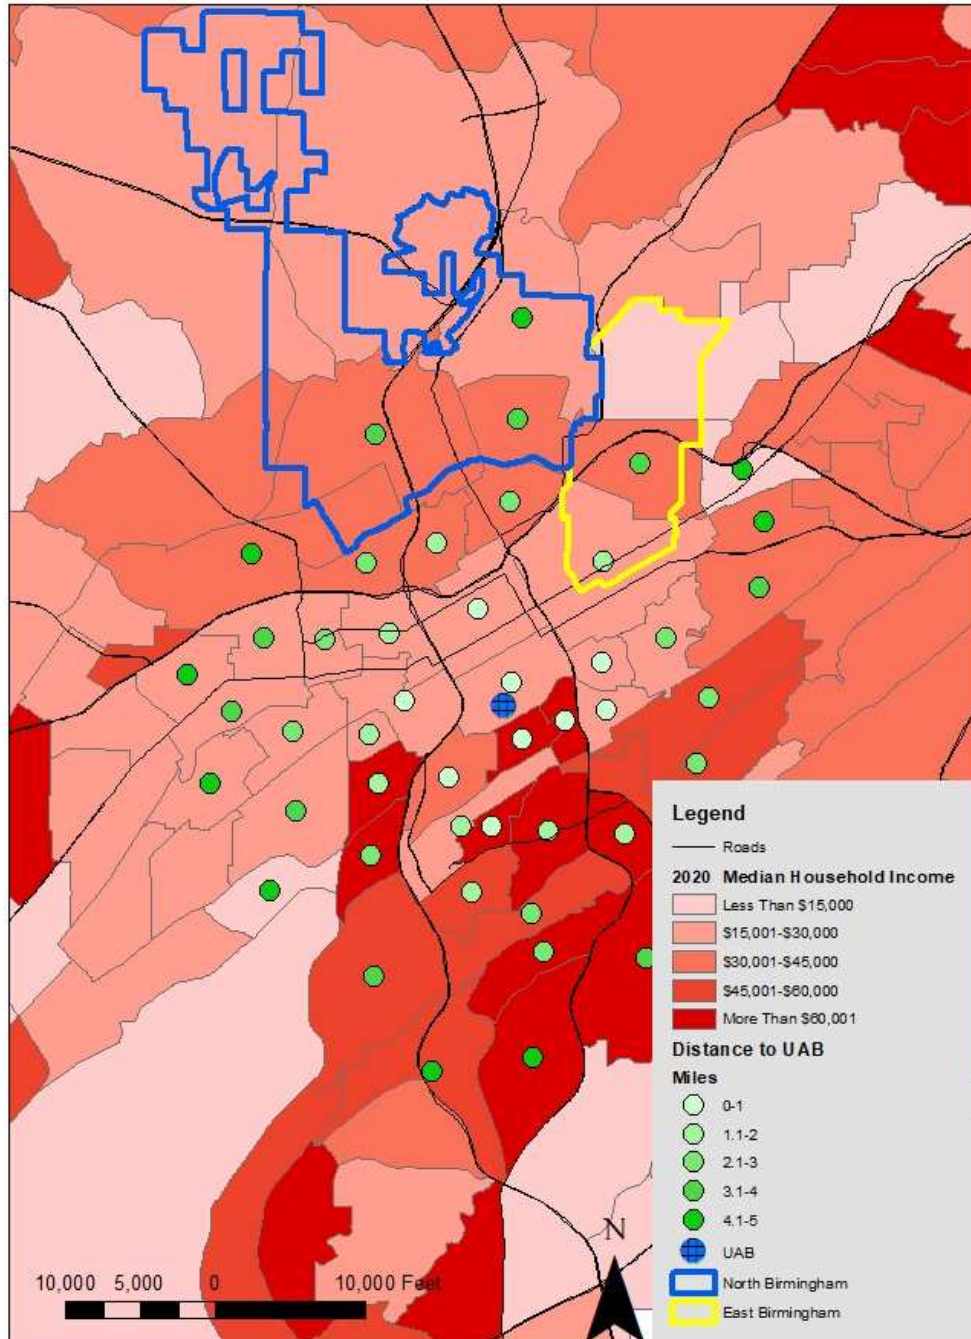 Legend
Roads
2020 Median Household Income
Less Than $15,000
$15,001-$30,000
$30,001-$45,000
$45,001-$60,000
More Than $60,001
Distance to UAB
Miles
0-1
1.1-2
2.1-3
3.1-4
4.1-5
UAB
North Birmingham
East Birmingham
N
10,000 5,000 0 10,000 Feet